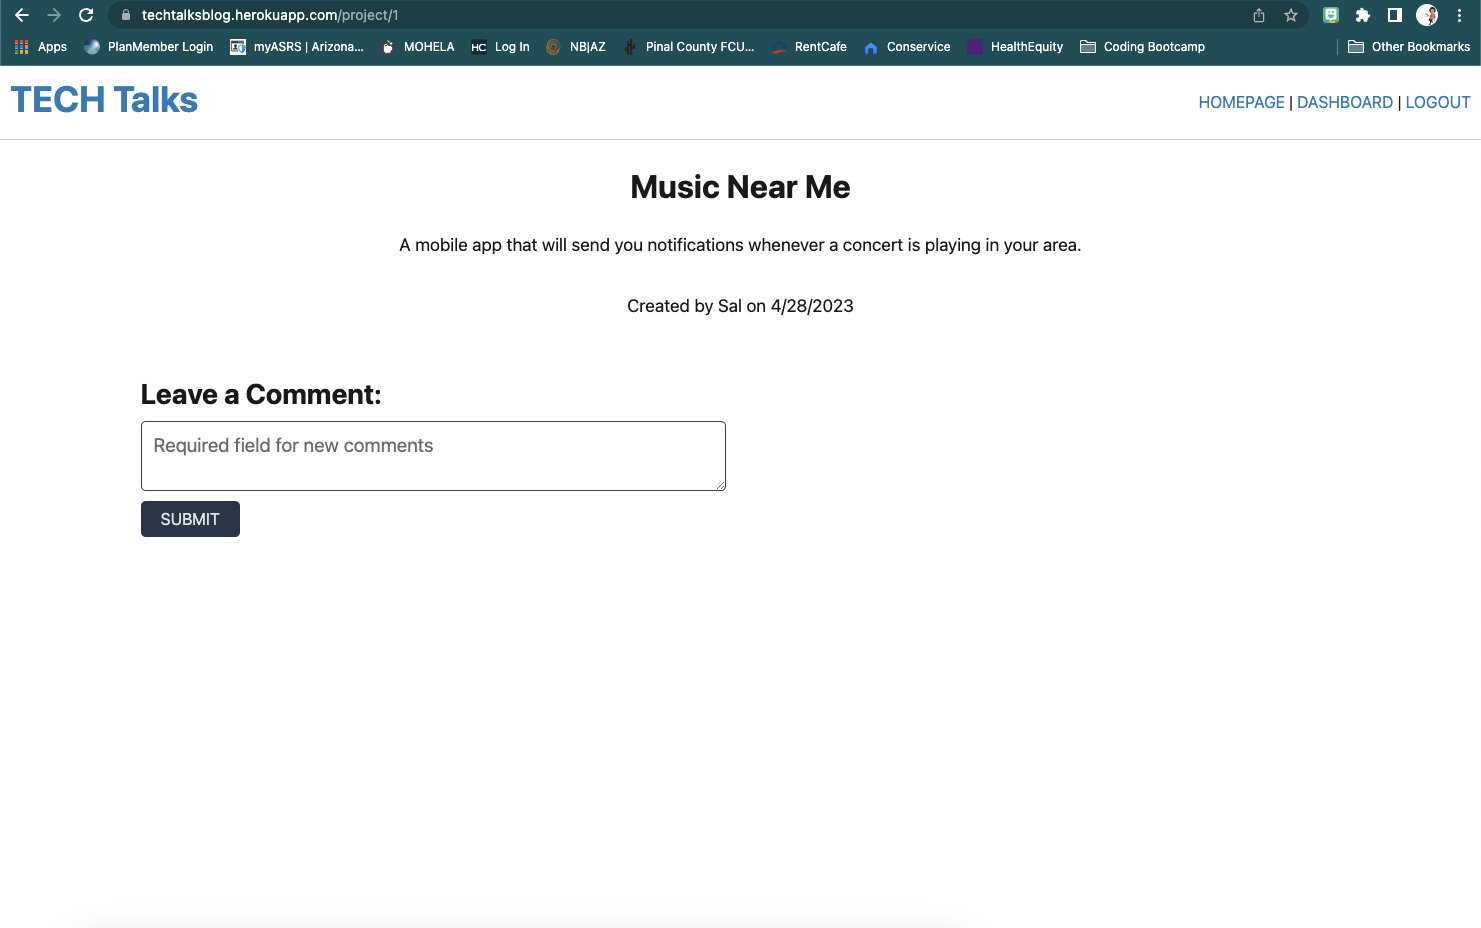 techtalksblog.herokuapp.com/project/1
Apps PlanMember Login myASRS | Arizona... MOHELA HC Log In NB|AZ Pinal County FCU... RentCafe Conservice HealthEquity Coding Bootcamp Other Bookmarks
TECH Talks HOMEPAGE | DASHBOARD | LOGOUT
Music Near Me
A mobile app that will send you notifications whenever a concert is playing in your area.
Created by Sal on 4/28/2023
Leave a Comment:
Required field for new comments
SUBMIT